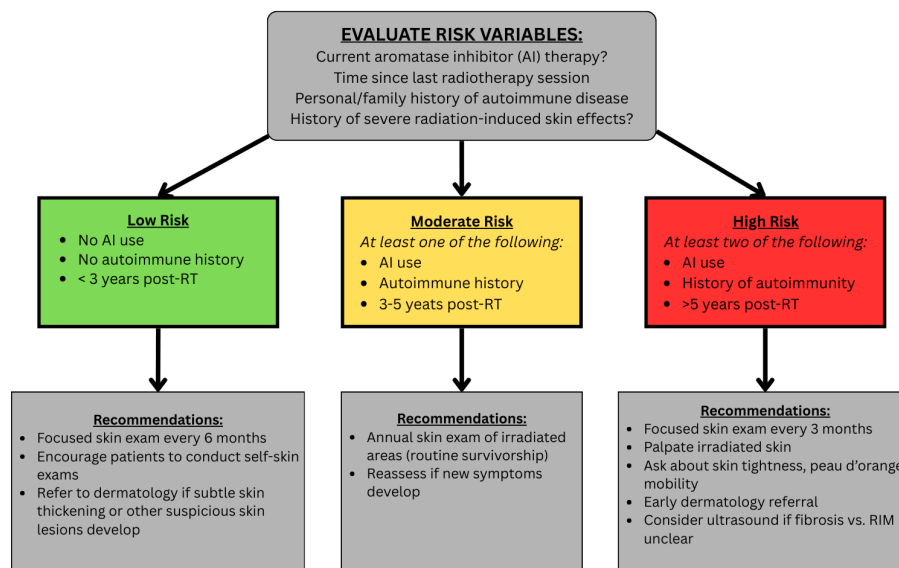 EVALUATE RISK VARIABLES:
Current aromatase inhibitor (AI) therapy?
Time since last radiotherapy session
Personal/family history of autoimmune disease
History of severe radiation-induced skin effects?
Low Risk
• No AI use
• No autoimmune history
• < 3 years post-RT
Moderate Risk
At least one of the following:
• AI use
• Autoimmune history
• 3-5 yeats post-RT
High Risk
At least two of the following:
• AI use
• History of autoimmunity
• >5 years post-RT
Recommendations:
• Focused skin exam every 6 months
• Encourage patients to conduct self-skin
exams
• Refer to dermatology if subtle skin
thickening or other suspicious skin
lesions develop
Recommendations:
• Annual skin exam of irradiated
areas (routine survivorship)
• Reassess if new symptoms
develop
Recommendations:
• Focused skin exam every 3 months
• Palpate irradiated skin
• Ask about skin tightness, peau d’orange
mobility
• Early dermatology referral
• Consider ultrasound if fibrosis vs. RIM
unclear